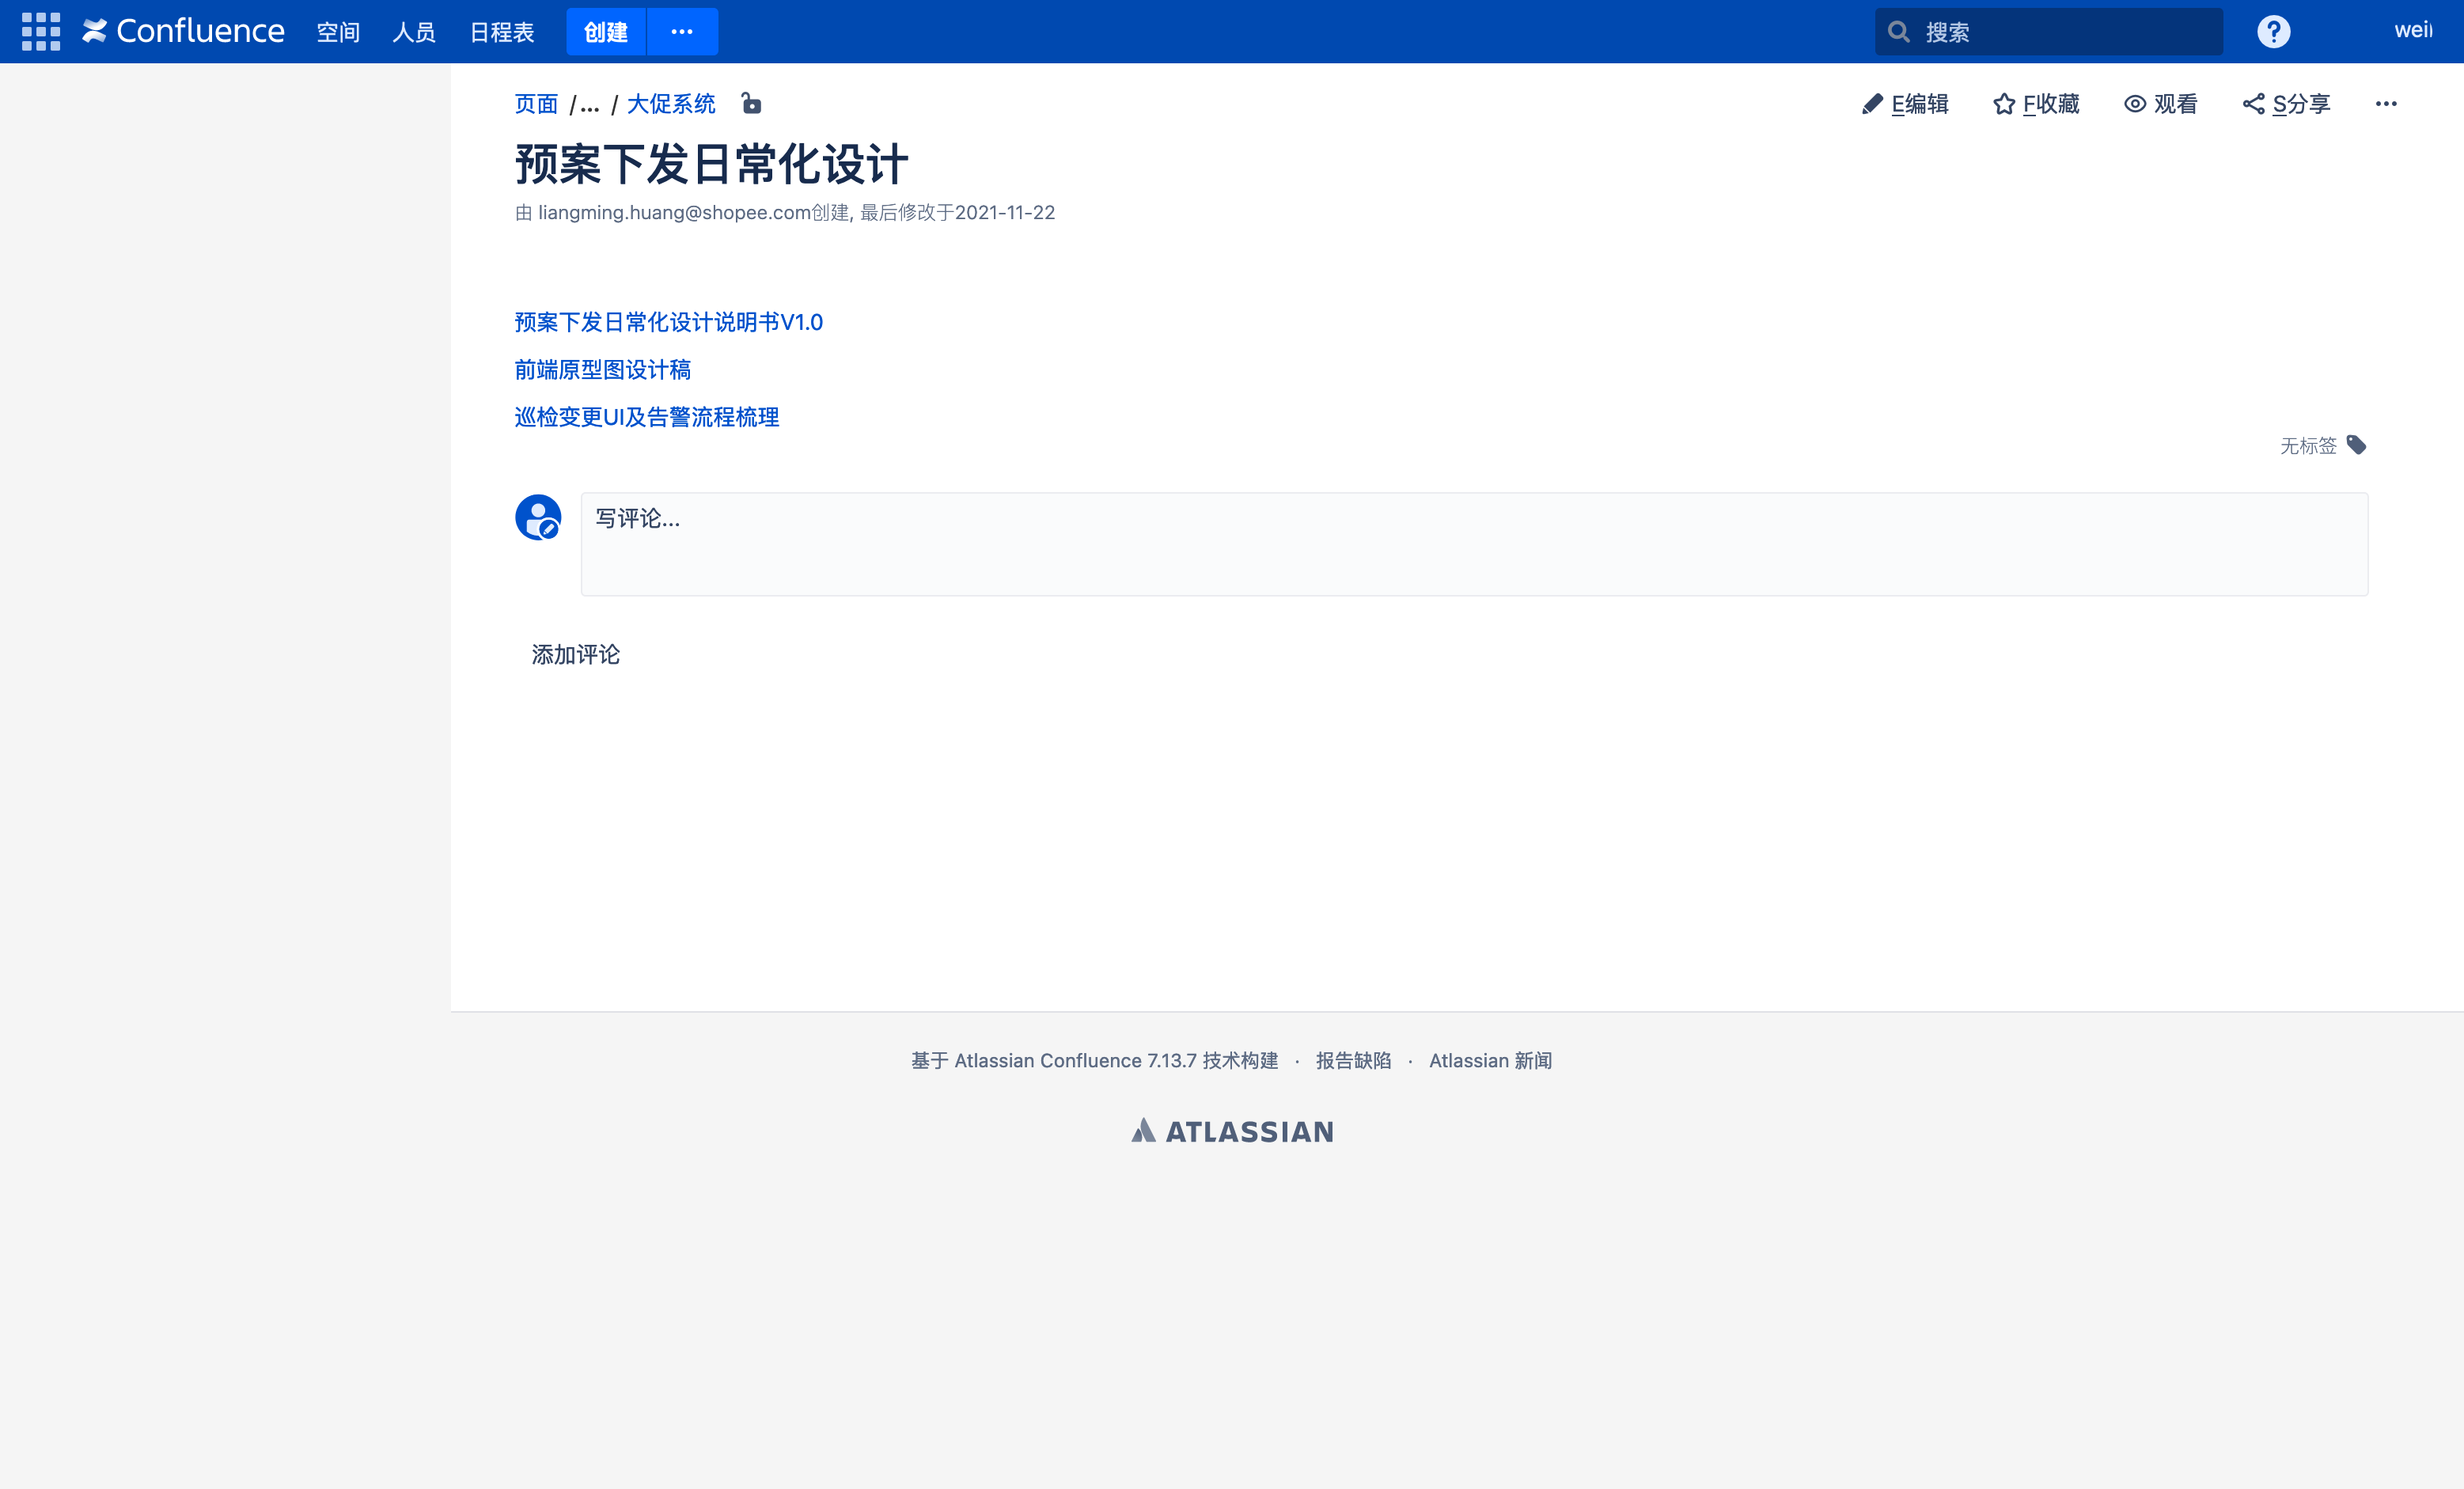 Confluence 空间 人员 日程表 创建 ··· 搜索 ?
页面 /... / 大促系统 E编辑 F收藏 观看 S分享 ···
预案下发日常化设计
由 liangming.huang@shopee.com创建, 最后修改于2021-11-22
预案下发日常化设计说明书V1.0
前端原型图设计稿
巡检变更UI及告警流程梳理
无标签
写评论...
添加评论
基于 Atlassian Confluence 7.13.7 技术构建 · 报告缺陷 · Atlassian 新闻
ATLASSIAN